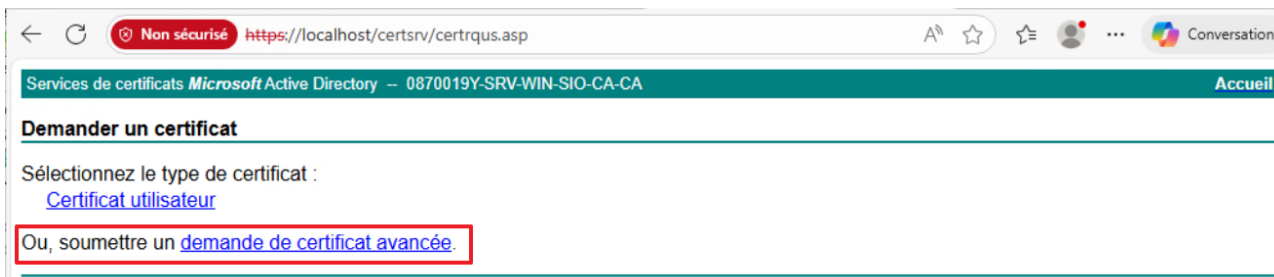 Non sécurisé https://localhost/certsrv/certrqus.asp Conversation
Services de certificats Microsoft Active Directory -- 0870019Y-SRV-WIN-SIO-CA-CA Accueil
Demander un certificat
Sélectionnez le type de certificat :
Certificat utilisateur
Ou, soumettre un demande de certificat avancée.